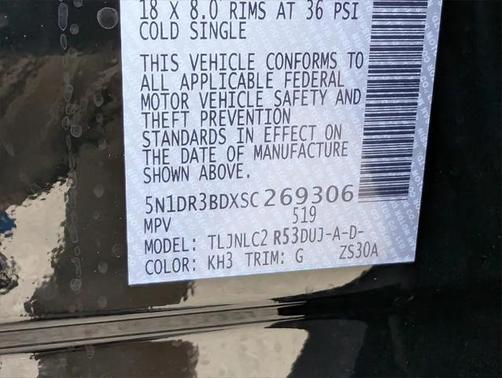 18 X 8.0 RIMS AT 36 PSI
COLD SINGLE
THIS VEHICLE CONFORMS TO
ALL APPLICABLE FEDERAL
MOTOR VEHICLE SAFETY AND
THEFT PREVENTION
STANDARDS IN EFFECT ON
THE DATE OF MANUFACTURE
SHOWN ABOVE.
5N1DR3BDXSC269306
MPV 519
MODEL: TLJNLC2 R53DUJ-A-D-
COLOR: KH3 TRIM: G ZS30A